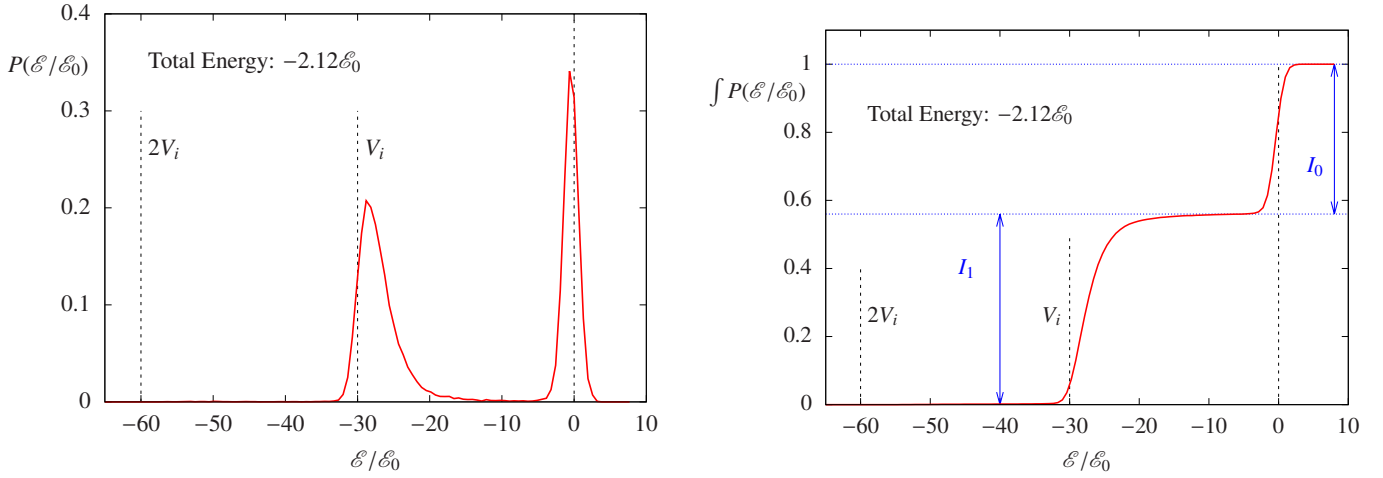 0.4
P(ℰ/ℰ₀)
Total Energy: −2.12ℰ₀
0.3
2Vᵢ
Vᵢ
0.2
0.1
0
−60 −50 −40 −30 −20 −10 0 10
ℰ/ℰ₀
1
∫ P(ℰ/ℰ₀)
Total Energy: −2.12ℰ₀
0.8
I₀
0.6
0.4
I₁
2Vᵢ
Vᵢ
0.2
0
−60 −50 −40 −30 −20 −10 0 10
ℰ/ℰ₀